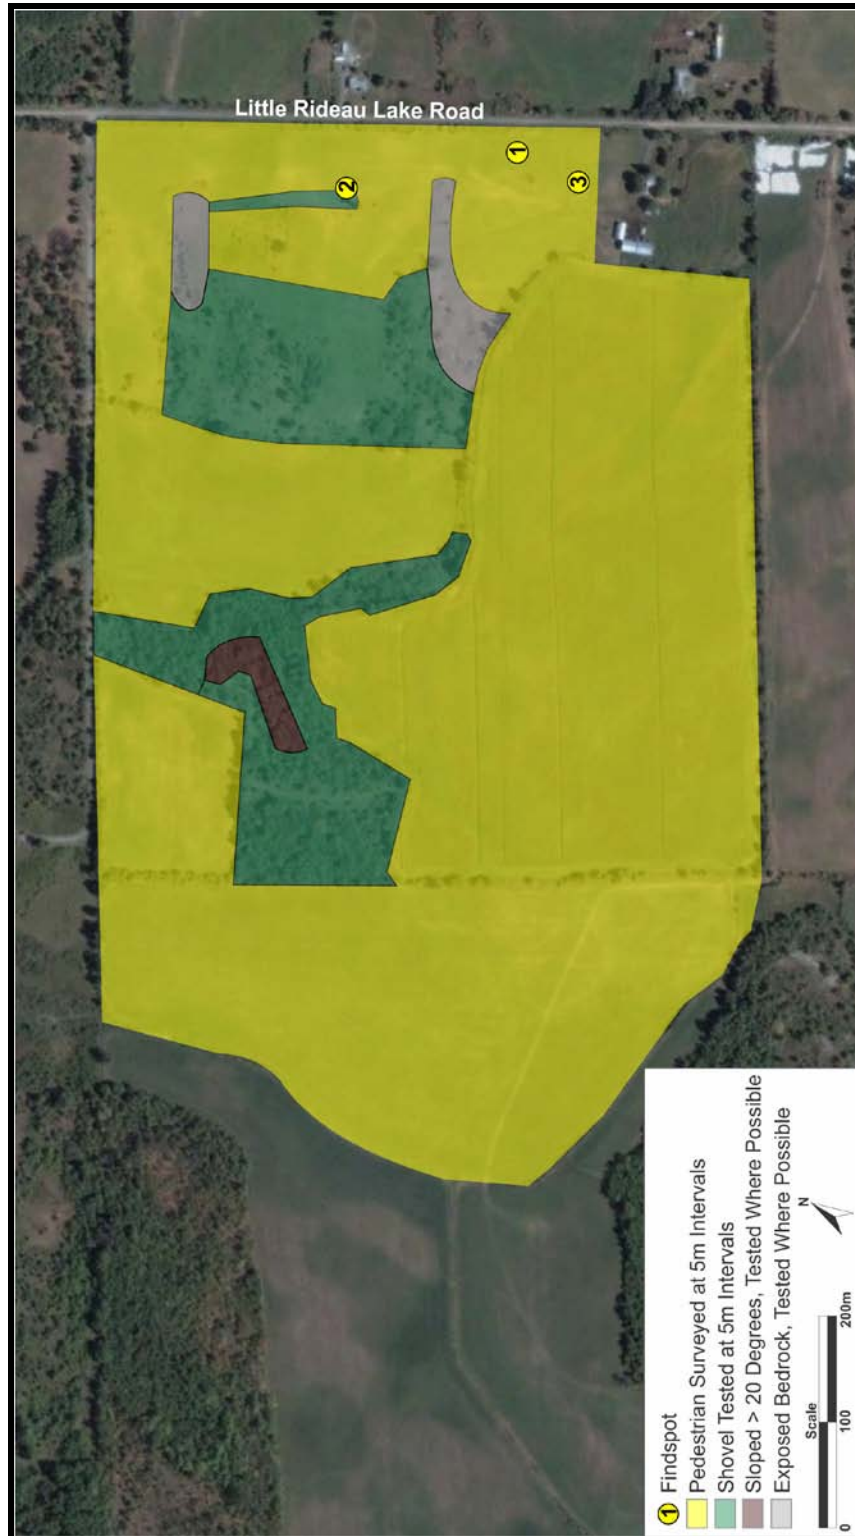 Little Rideau Lake Road
1
2
3
1 Findspot
Pedestrian Surveyed at 5m Intervals
Shovel Tested at 5m Intervals
Sloped > 20 Degrees, Tested Where Possible
Exposed Bedrock, Tested Where Possible
N
Scale
0 100 200m